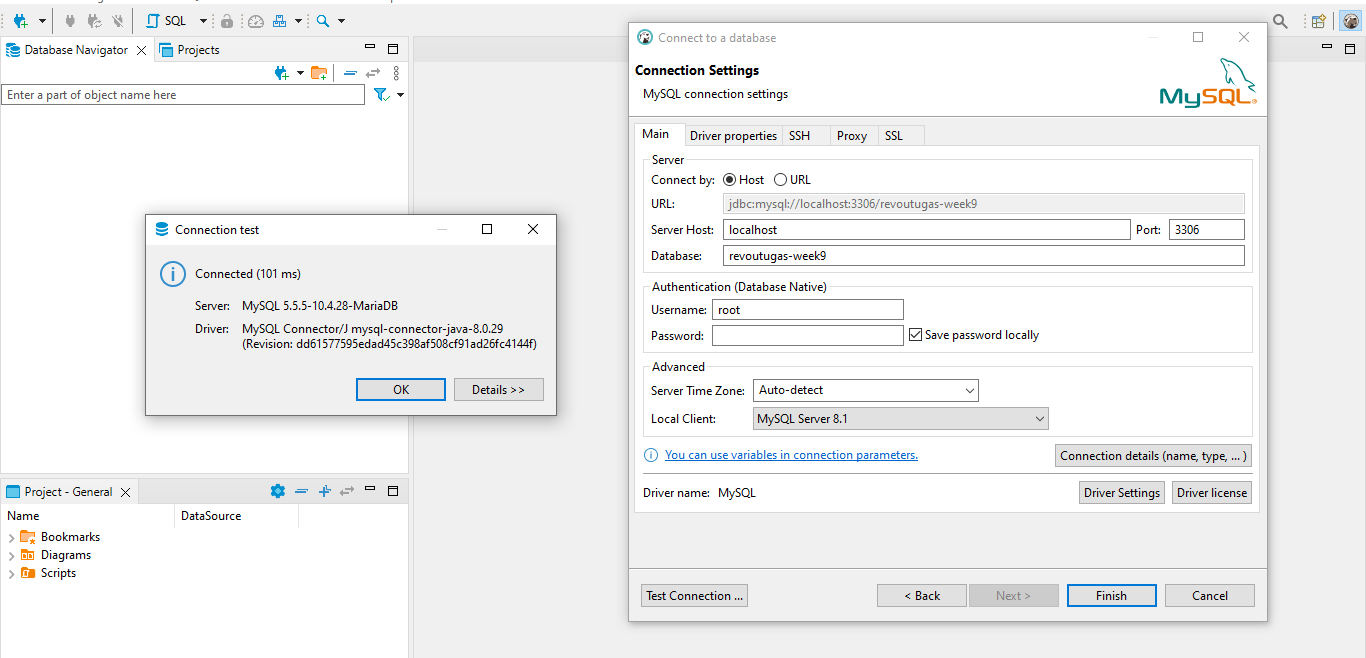 SQL
Database Navigator
Projects
Enter a part of object name here
Connection test
Connected (101 ms)
Server: MySQL 5.5.5-10.4.28-MariaDB
Driver: MySQL Connector/J mysql-connector-java-8.0.29
(Revision: dd61577595edad45c398af508cf91ad26fc4144f)
OK
Details >>
Project - General
Name
DataSource
Bookmarks
Diagrams
Scripts
Connect to a database
Connection Settings
MySQL connection settings
MySQL
Main
Driver properties
SSH
Proxy
SSL
Server
Connect by: Host URL
URL: jdbc:mysql://localhost:3306/revoutugas-week9
Server Host: localhost Port: 3306
Database: revoutugas-week9
Authentication (Database Native)
Username: root
Password: Save password locally
Advanced
Server Time Zone: Auto-detect
Local Client: MySQL Server 8.1
You can use variables in connection parameters.
Connection details (name, type, ... )
Driver name: MySQL
Driver Settings
Driver license
Test Connection ...
< Back
Next >
Finish
Cancel